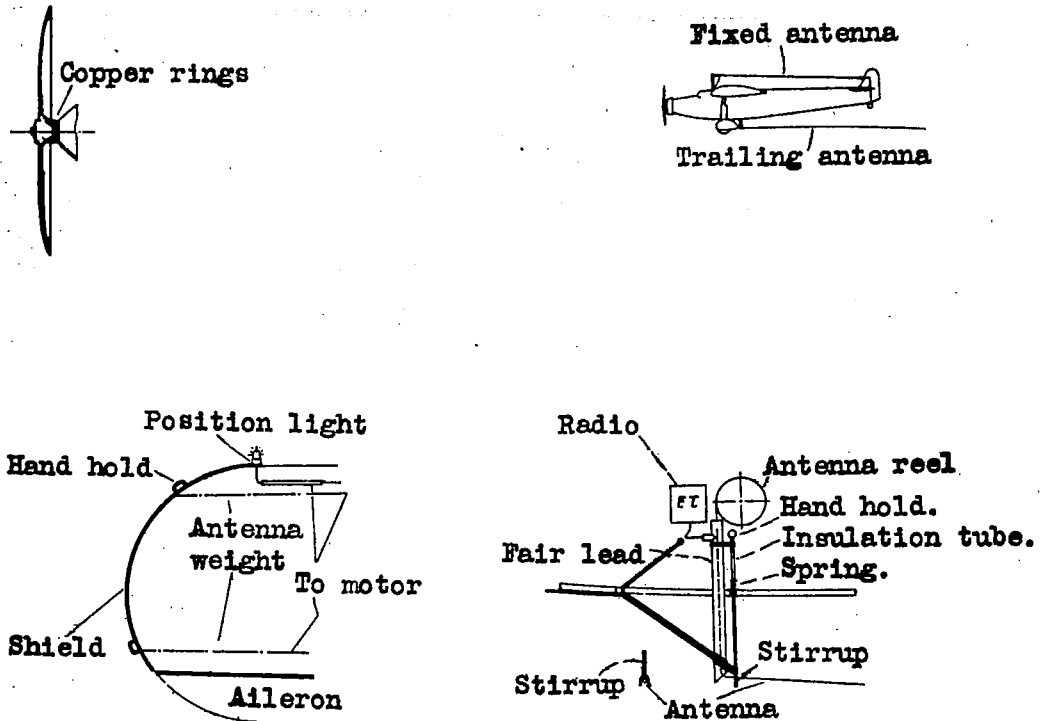 Copper rings
Fixed antenna
Trailing antenna
Position light
Hand hold
Antenna
weight
To motor
Shield
Aileron
Radio
Antenna reel
ET
Hand hold.
Insulation tube.
Fair lead
Spring.
Stirrup
Stirrup
Antenna